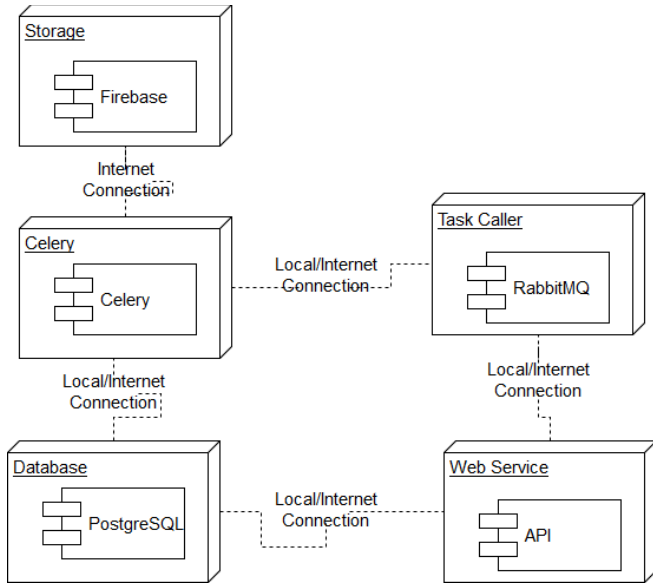 Storage
Firebase
Internet
Connection
Celery
Celery
Local/Internet
Connection
Task Caller
RabbitMQ
Local/Internet
Connection
Local/Internet
Connection
Database
PostgreSQL
Local/Internet
Connection
Web Service
API